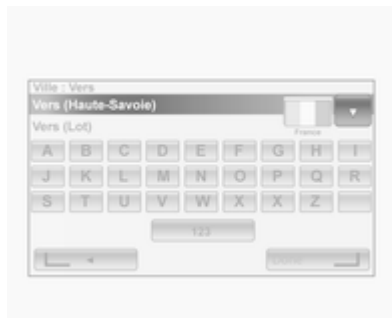 Ville : Vers
Vers (Haute-Savoie)
France
Vers (Lot)
A B C D E F G H I
J K L M N O P Q R
S T U V W X X Z
123